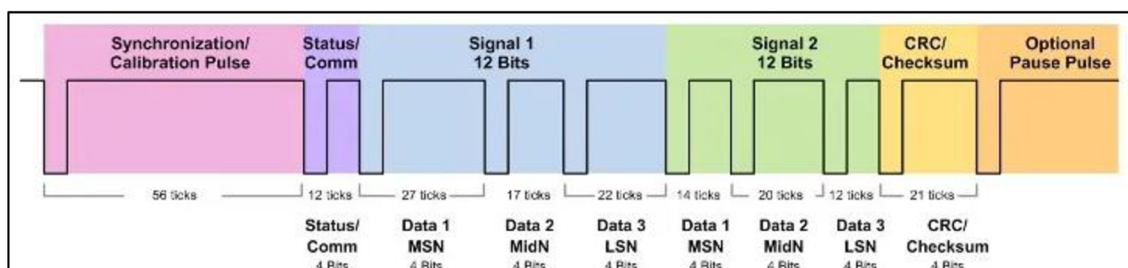 Synchronization/ Status/ Signal 1 Signal 2 CRC/ Optional
Calibration Pulse Comm 12 Bits 12 Bits Checksum Pause Pulse
56 ticks 12 ticks 27 ticks 17 ticks 22 ticks 14 ticks 20 ticks 12 ticks 21 ticks
Status/ Data 1 Data 2 Data 3 Data 1 Data 2 Data 3 CRC/
Comm MSN MidN LSN MSN MidN LSN Checksum
4 Bits 4 Bits 4 Bits 4 Bits 4 Bits 4 Bits 4 Bits 4 Bits